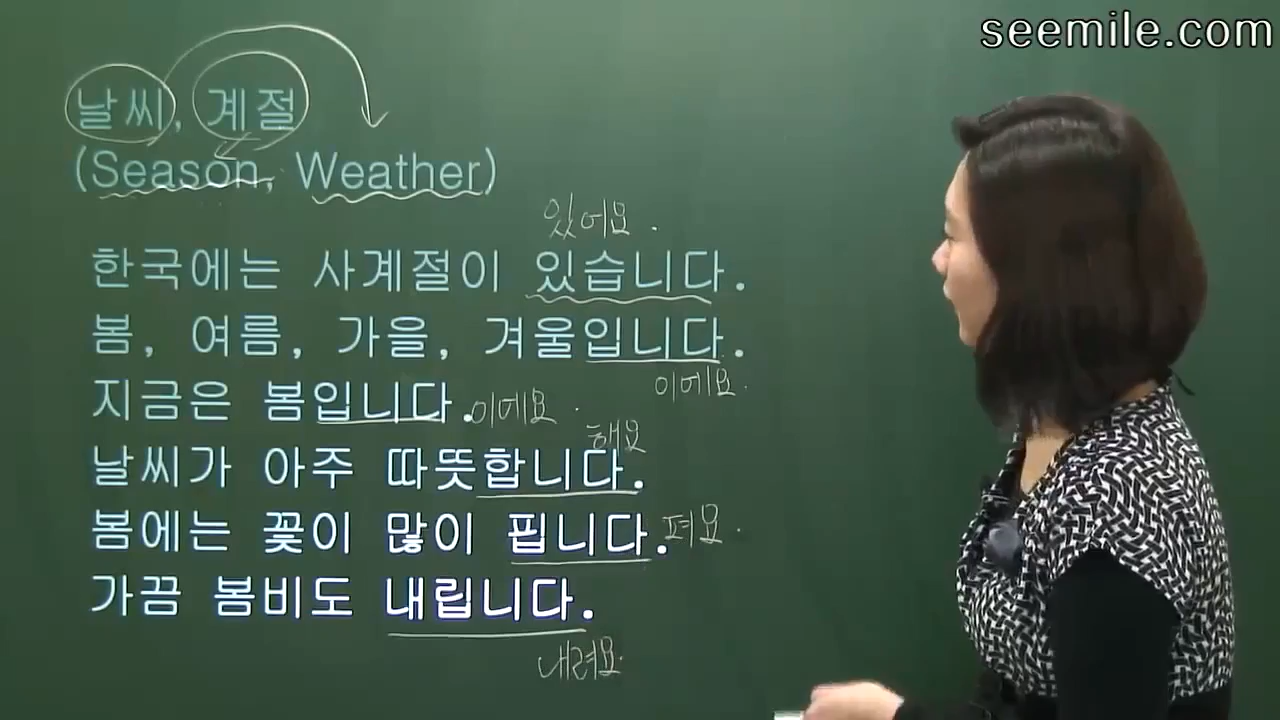 seemile.com
날씨, 계절
(Season, Weather)
있어요.
한국에는 사계절이 있습니다.
봄, 여름, 가을, 겨울입니다.
이에요.
지금은 봄입니다. 이에요.
해요
날씨가 아주 따뜻합니다.
봄에는 꽃이 많이 핍니다. 펴요.
가끔 봄비도 내립니다.
내려요.